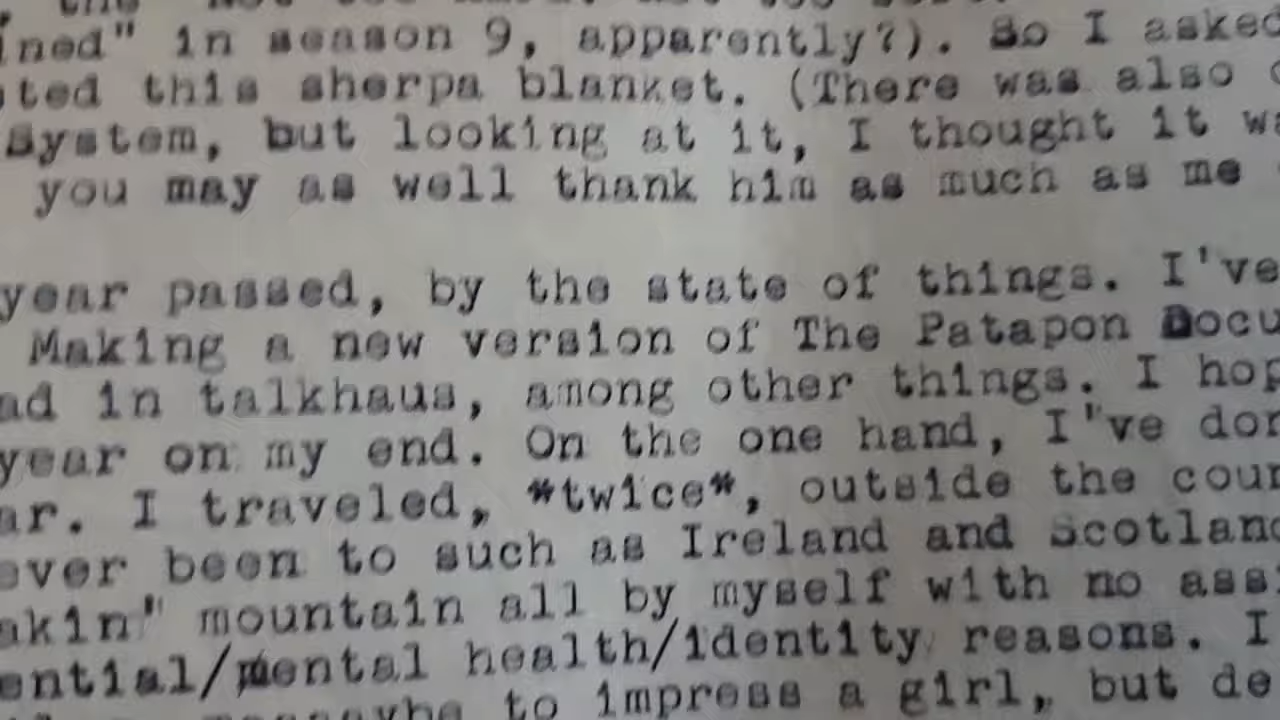 ined" in season 9, apparently?). So I asked
ted this sherpa blanket. (There was also
System, but looking at it, I thought it
you may as well thank him as much as me
year passed, by the state of things. I've
Making a new version of The Patapon Docu
ad in talkhaus, among other things. I hop
year on my end. On the one hand, I've don
ar. I traveled, *twice*, outside the coun
ever been to such as Ireland and Scotland
akin" mountain all by myself with no assi
ential/mental health/identity reasons. I
to impress a girl, but de